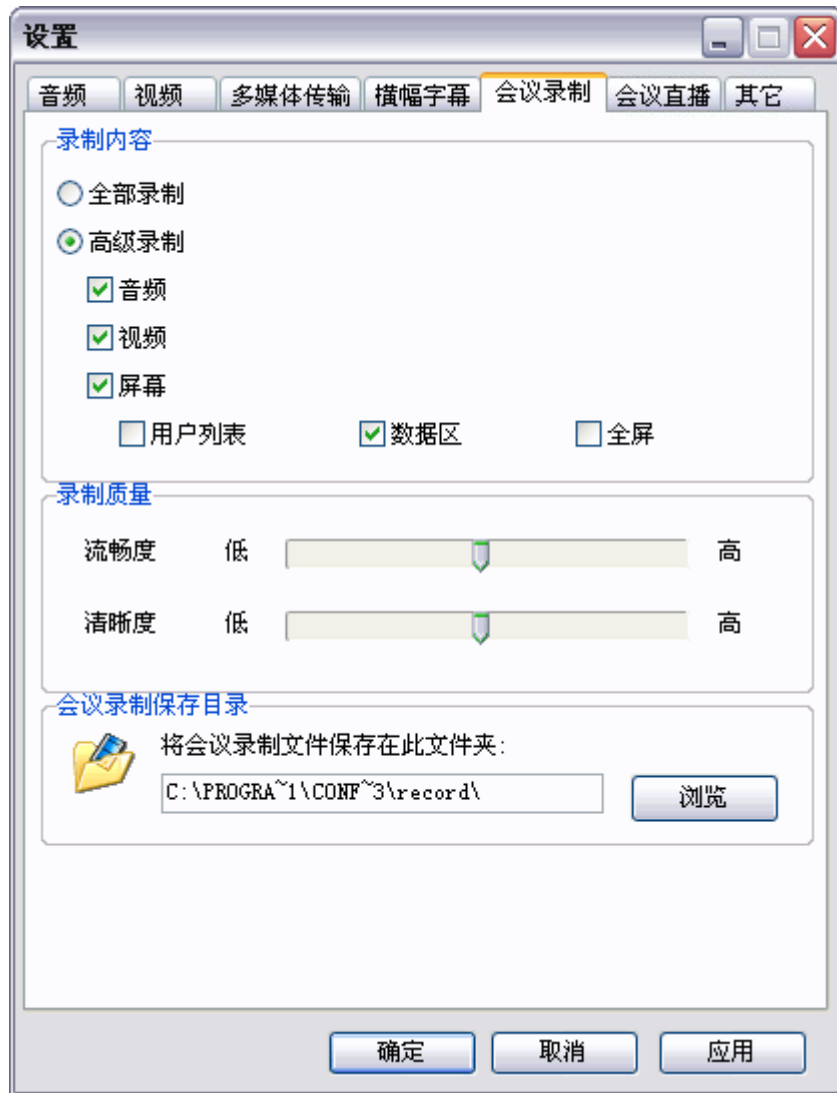 设置
音频 视频 多媒体传输 横幅字幕 会议录制 会议直播 其它
录制内容
全部录制
高级录制
音频
视频
屏幕
用户列表 数据区 全屏
录制质量
流畅度 低 高
清晰度 低 高
会议录制保存目录
将会议录制文件保存在此文件夹:
C:\PROGRA~1\CONF~3\record\
浏览
确定 取消 应用